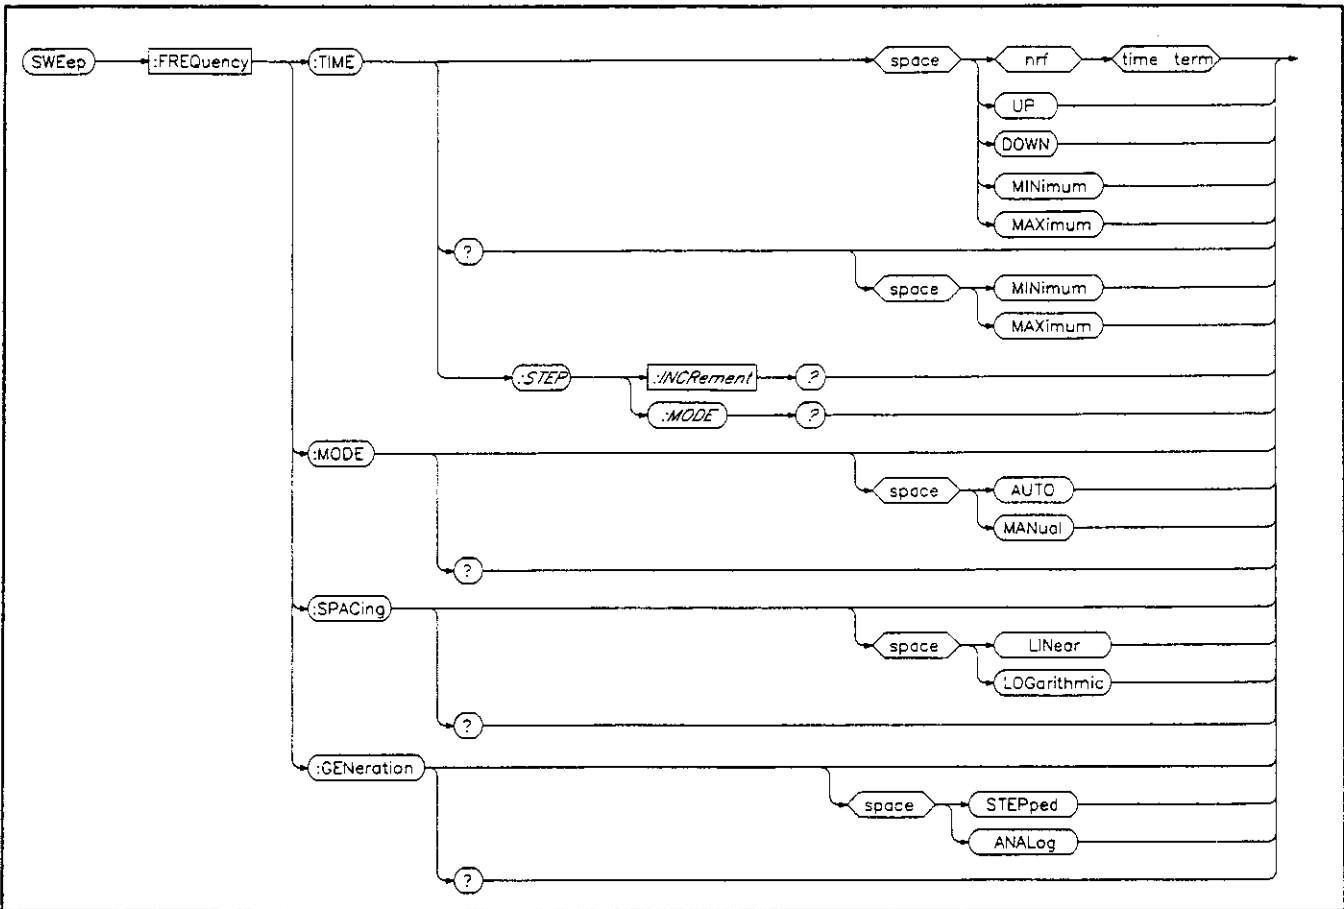 SWEep :FREQuency :TIME space nrf time term
UP
DOWN
MINimum
MAXimum
?
space MINimum
MAXimum
:STEP :INCRement ?
:MODE ?
:MODE
space AUTO
MANual
?
:SPACing
space LINear
LOGarithmic
?
:GENeration
space STEPped
ANALog
?